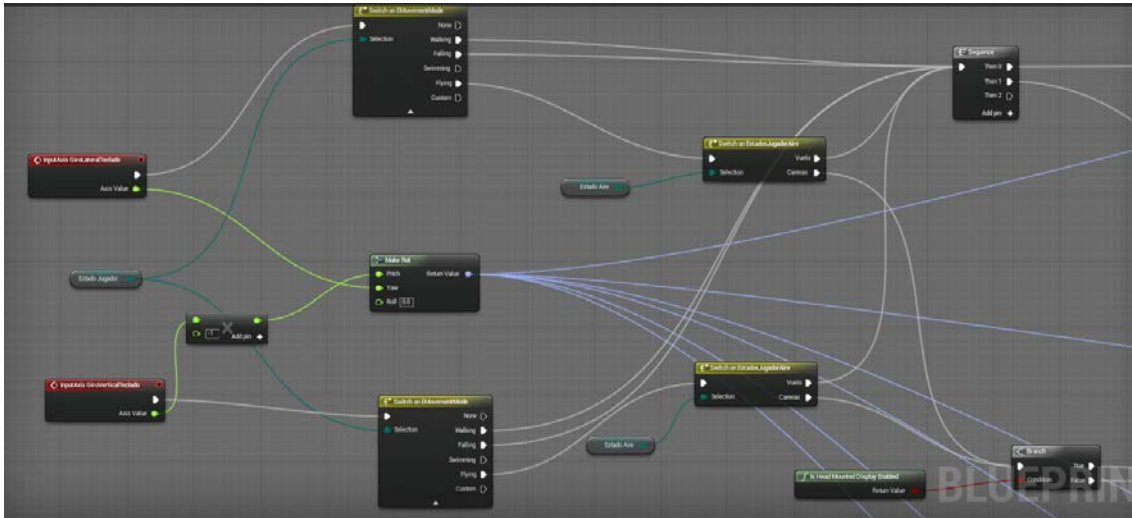 Switch on EMovementMode
None
Selection
Walking
Falling
Swimming
Flying
Custom
Sequence
Then 0
Then 1
Then 2
Add pin +
InputAxis GiroLateralTeclado
Axis Value
Switch on EstadosJugadorAire
Vuelo
Selection
Canvas
Estado Aire
Make Rot
Pitch
Return Value
Yaw
Roll 0.0
Estado Jugador
Add pin +
InputAxis GiroVerticalTeclado
Axis Value
Switch on EMovementMode
None
Selection
Walking
Falling
Swimming
Flying
Custom
Switch on EstadosJugadorAire
Vuelo
Selection
Canvas
Estado Aire
Is Head Mounted Display Enabled
Return Value
Branch
True
Condition
False
BLUEPRIN